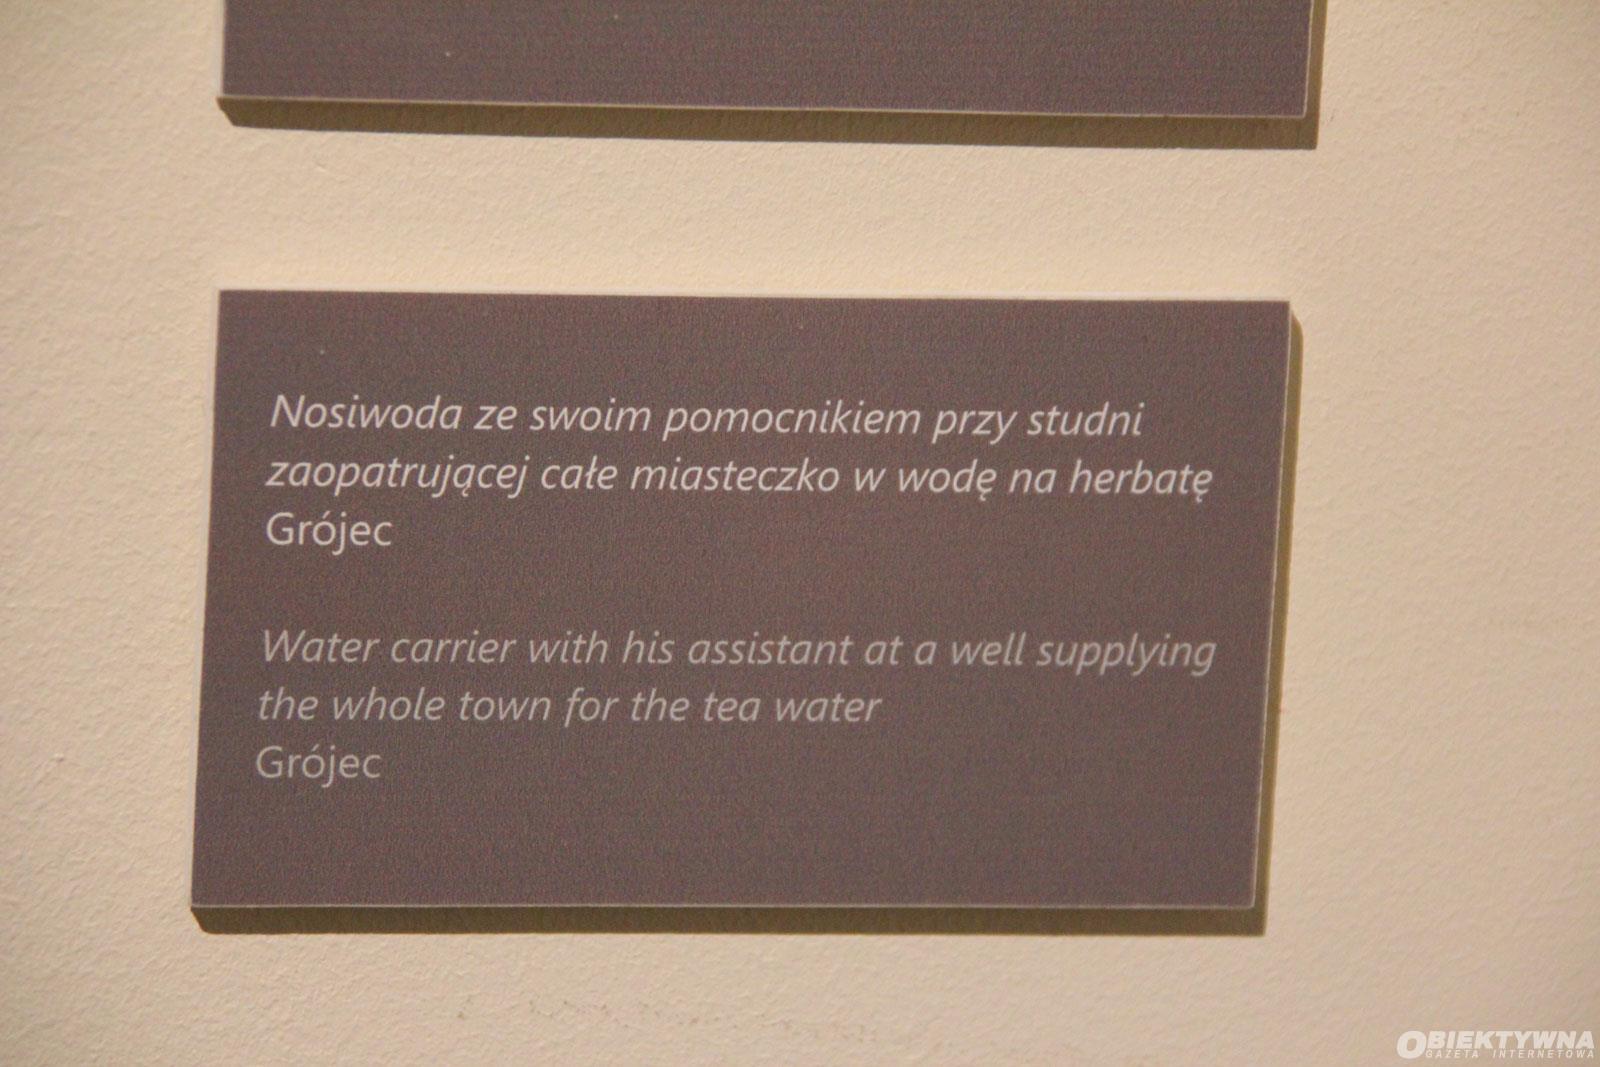 Nosiwoda ze swoim pomocnikiem przy studni
zaopatrującej całe miasteczko w wodę na herbatę
Grójec
Water carrier with his assistant at a well supplying
the whole town for the tea water
Grójec
OBIEKTYWNA
GAZETA INTERNETOWA